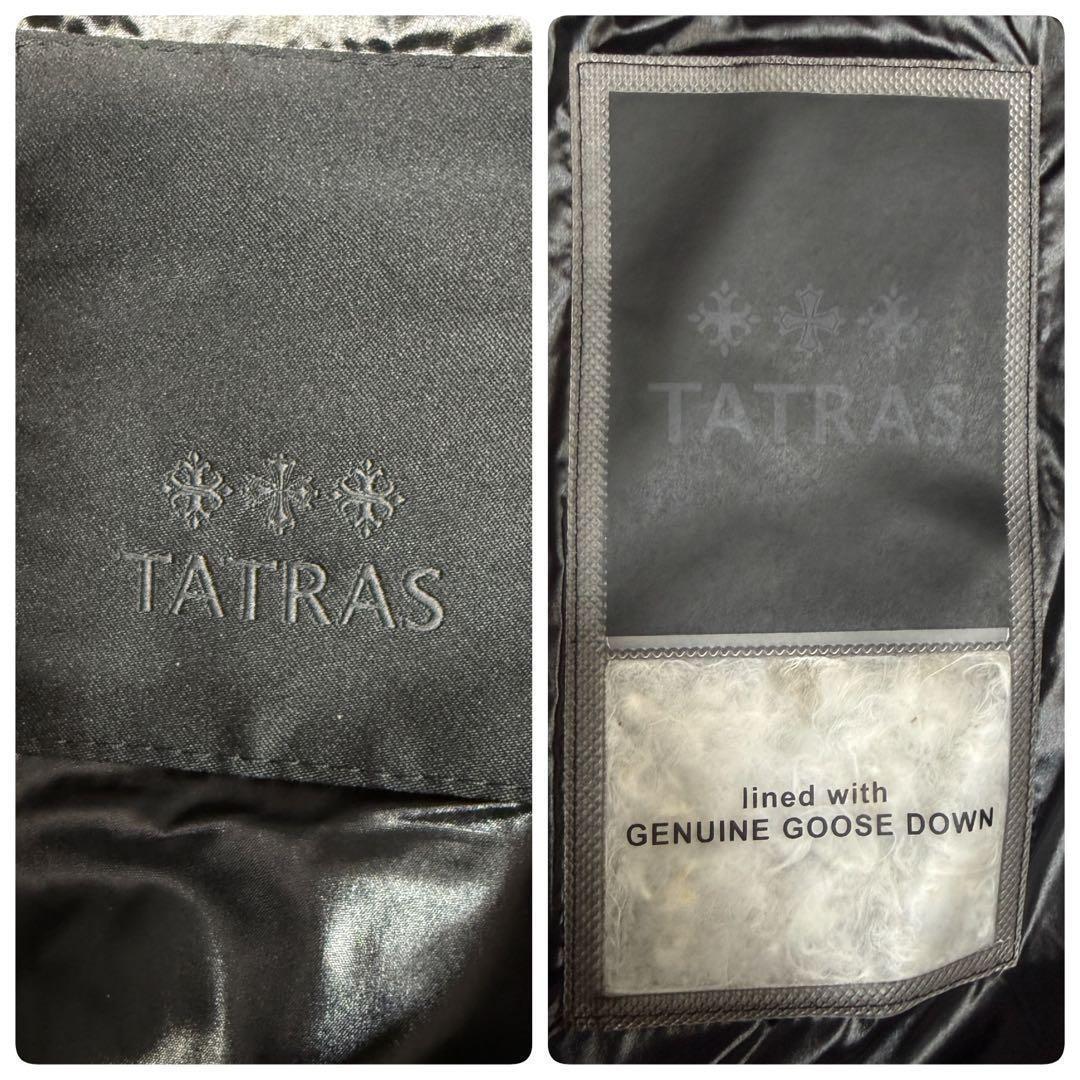 TATRAS
TATRAS
lined with
GENUINE GOOSE DOWN